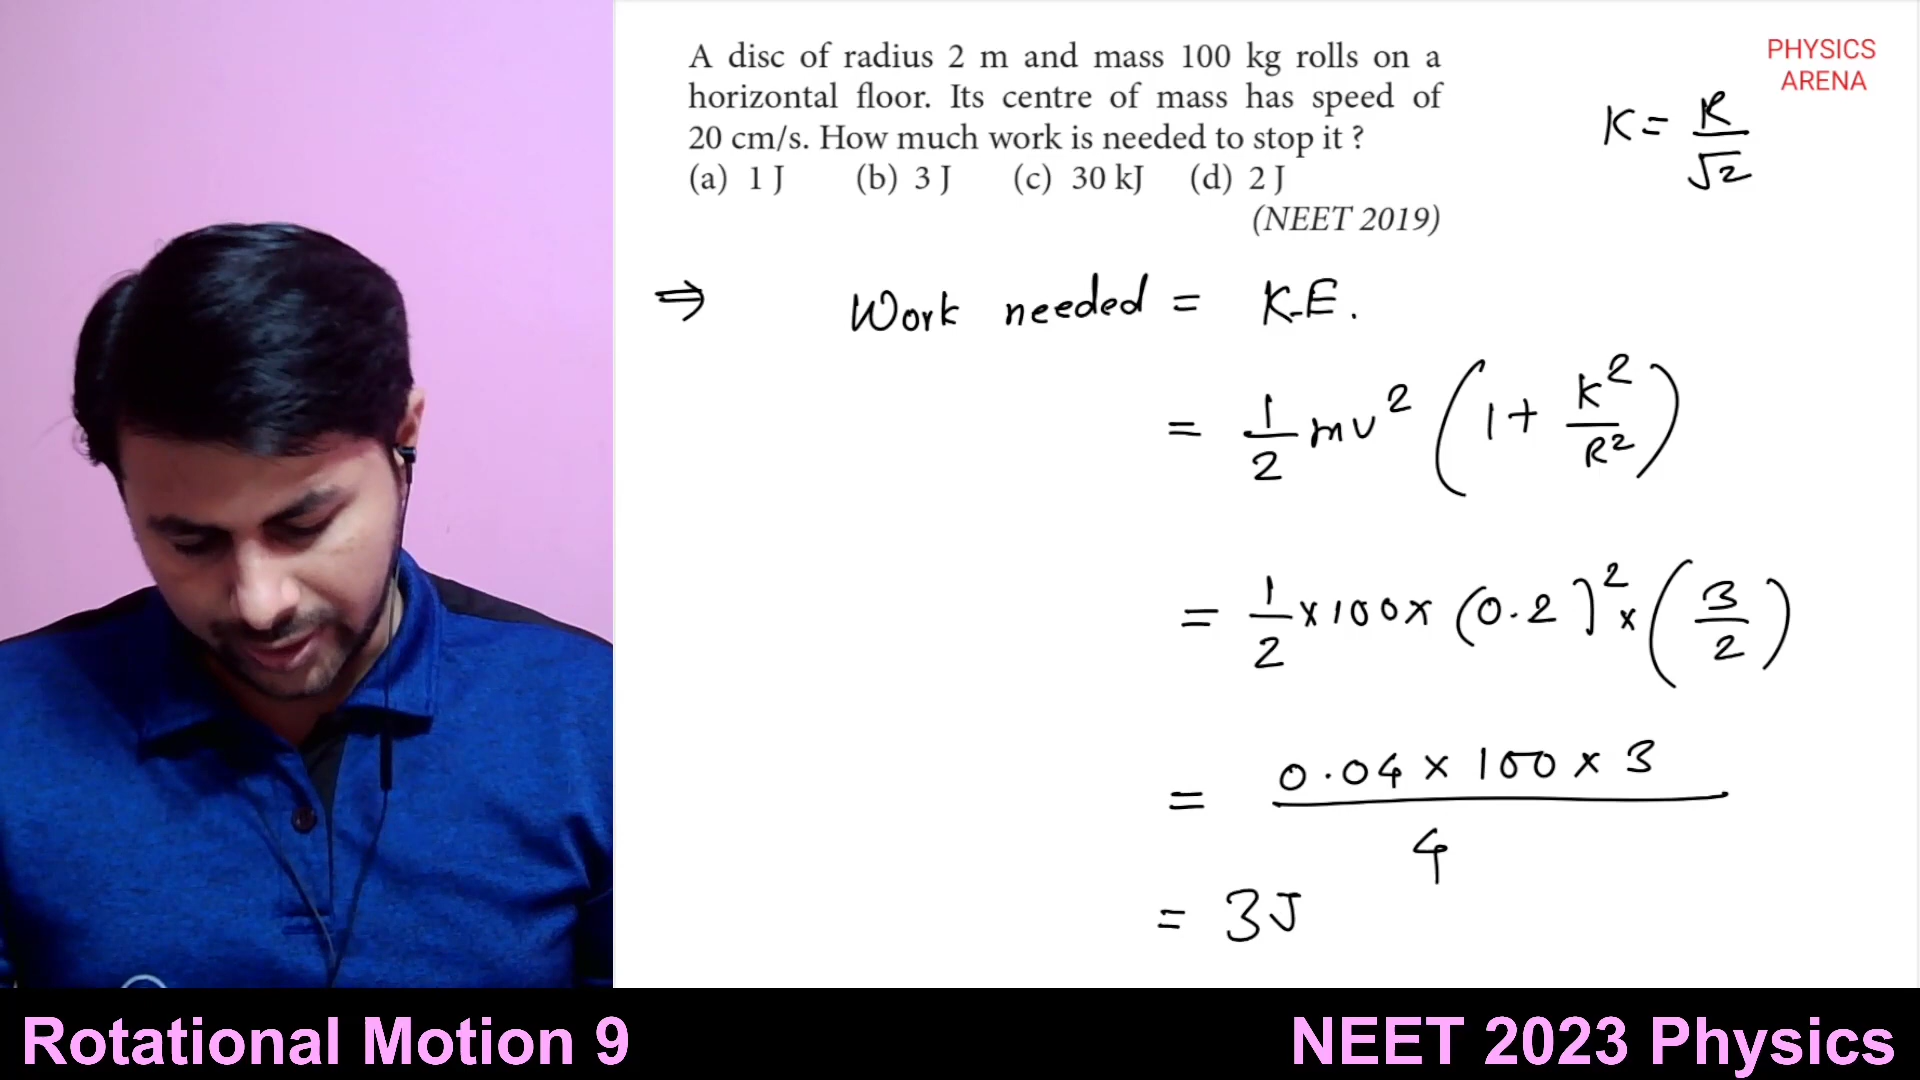 A disc of radius 2 m and mass 100 kg rolls on a
horizontal floor. Its centre of mass has speed of
20 cm/s. How much work is needed to stop it ?
(a) 1 J (b) 3 J (c) 30 kJ (d) 2 J
(NEET 2019)
PHYSICS
ARENA
K = R/√2
⇒ Work needed = K.E.
= 1/2 mv² (1 + K²/R²)
= 1/2 × 100 × (0.2)² × (3/2)
= 0.04 × 100 × 3 / 4
= 3J
Rotational Motion 9
NEET 2023 Physics